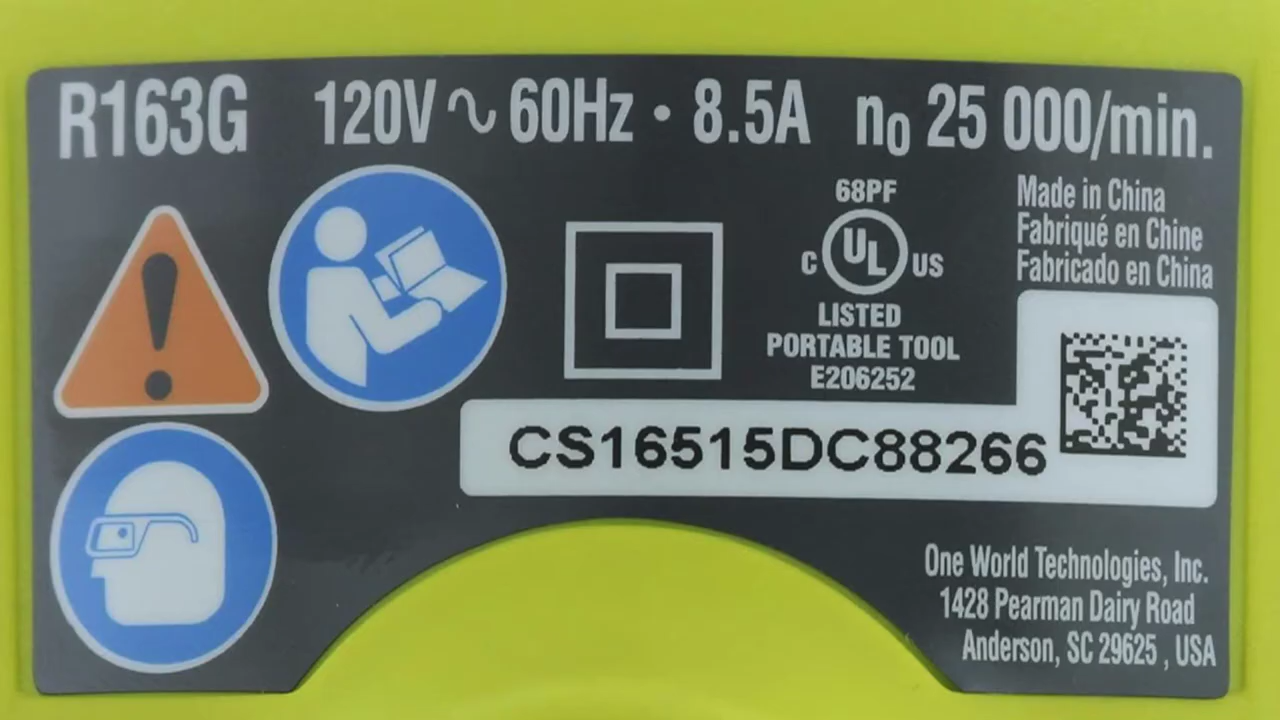 R163G 120V ~ 60Hz • 8.5A n₀ 25 000/min.
68PF
C UL US
LISTED
PORTABLE TOOL
E206252
Made in China
Fabriqué en Chine
Fabricado en China
CS16515DC88266
One World Technologies, Inc.
1428 Pearman Dairy Road
Anderson, SC 29625 , USA